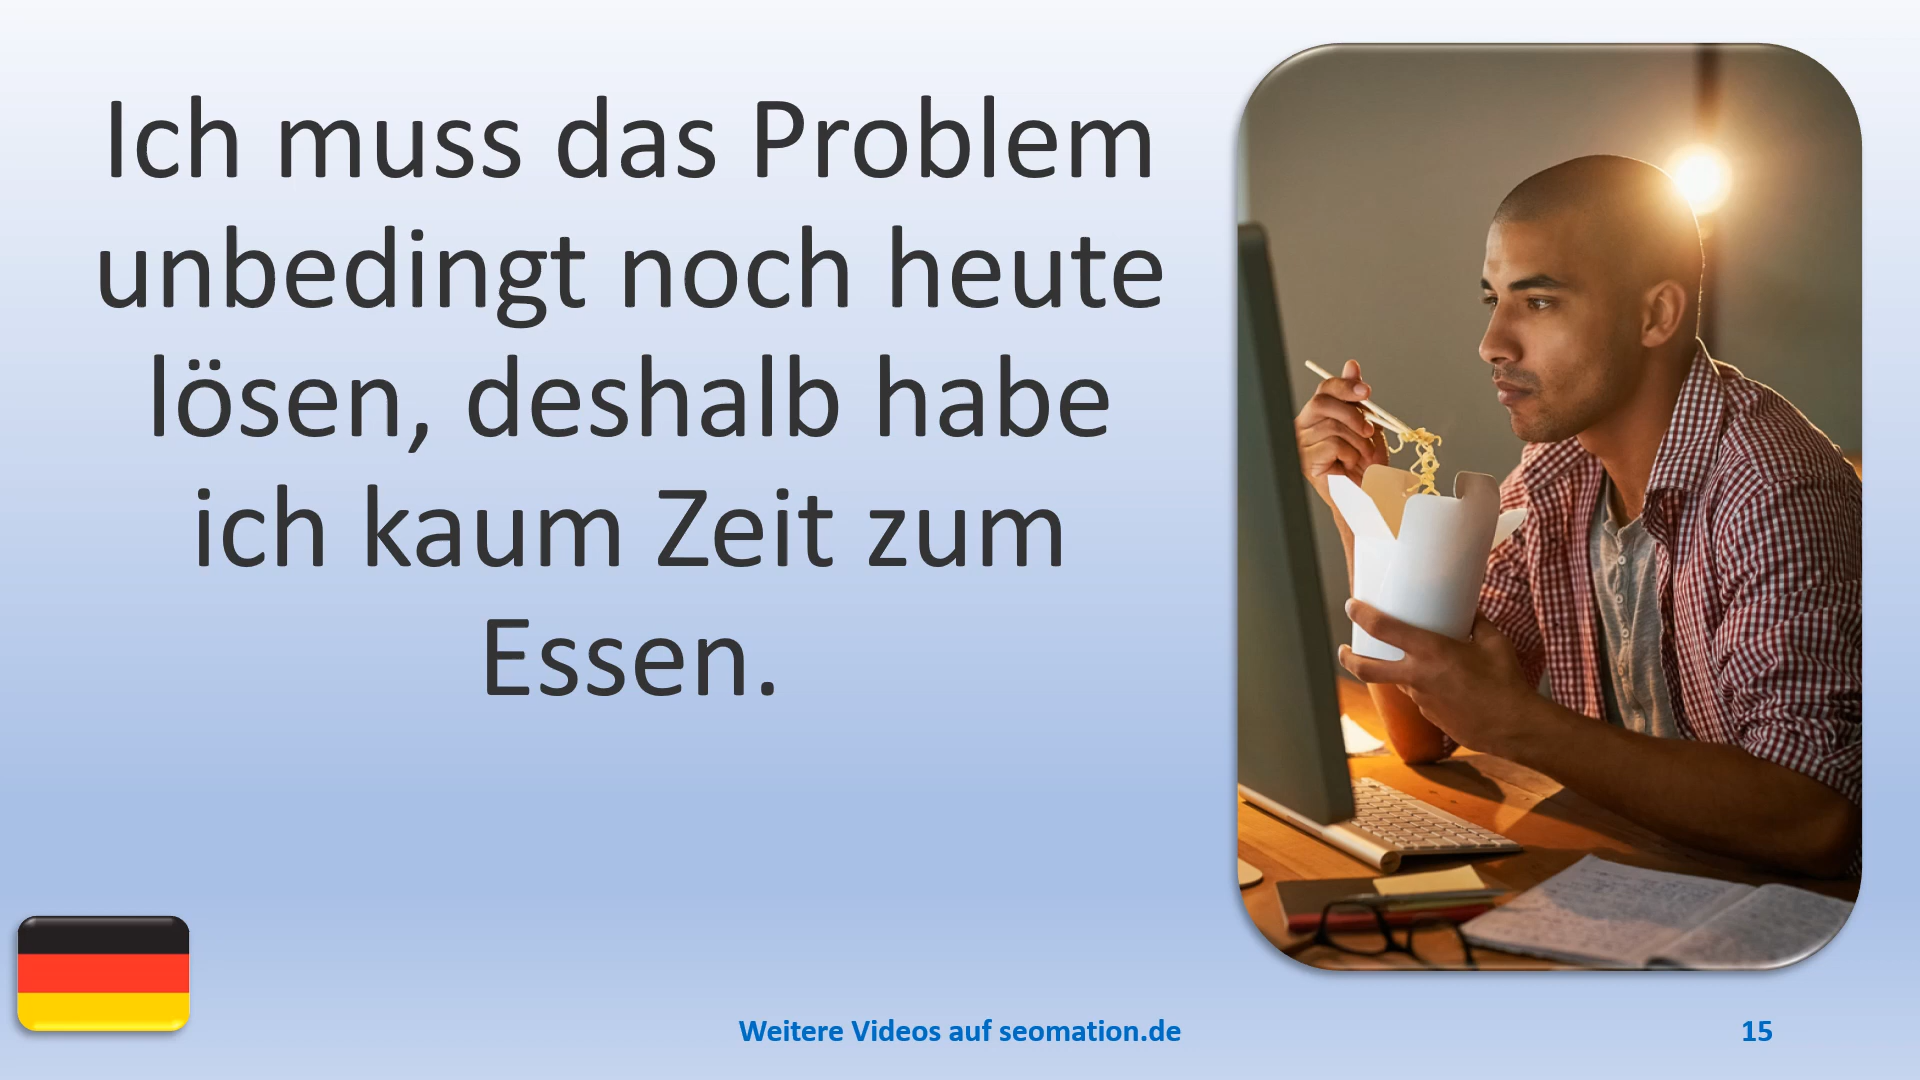 Ich muss das Problem
unbedingt noch heute
lösen, deshalb habe
ich kaum Zeit zum
Essen.
Weitere Videos auf seomation.de
15